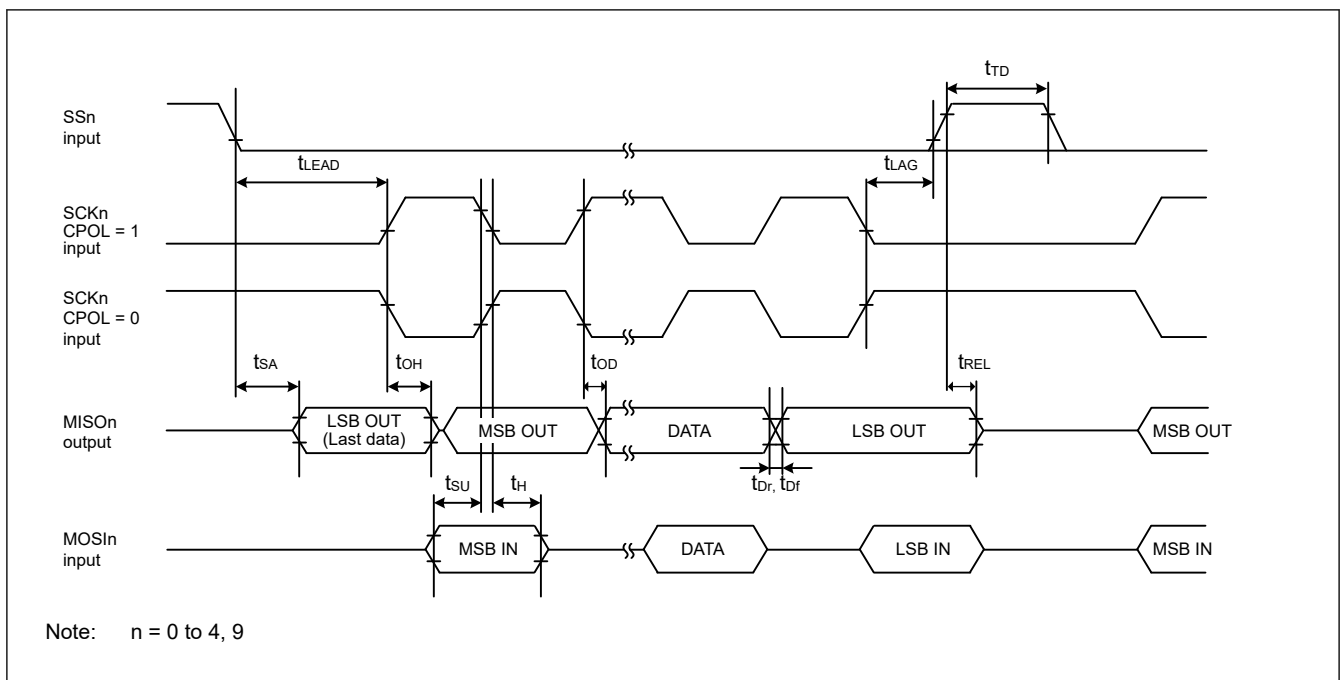 tTD
SSn
input
tLEAD
tLAG
SCKn
CPOL = 1
input
SCKn
CPOL = 0
input
tSA
tOH
tOD
tREL
MISOn
output
LSB OUT
(Last data)
MSB OUT
DATA
LSB OUT
MSB OUT
tSU
tH
tDr, tDf
MOSIn
input
MSB IN
DATA
LSB IN
MSB IN
Note: n = 0 to 4, 9